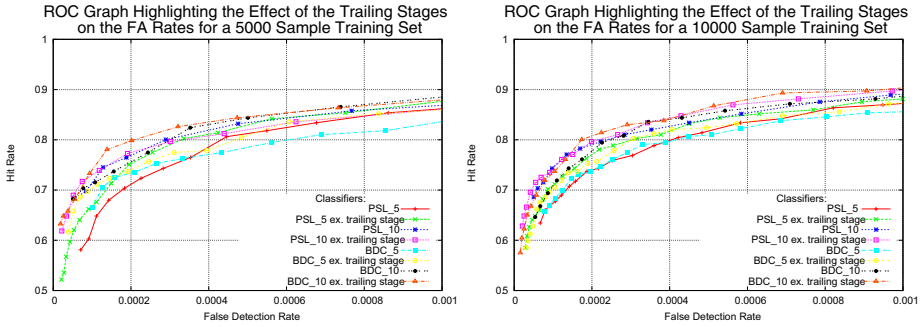 ROC Graph Highlighting the Effect of the Trailing Stages
on the FA Rates for a 5000 Sample Training Set
1
0.9
0.8
0.7
0.6
0.5
Hit Rate
0
0.0002
0.0004
0.0006
0.0008
0.001
False Detection Rate
Classifiers:
PSL_5
PSL_5 ex. trailing stage
PSL_10
PSL_10 ex. trailing stage
BDC_5
BDC_5 ex. trailing stage
BDC_10
BDC_10 ex. trailing stage
ROC Graph Highlighting the Effect of the Trailing Stages
on the FA Rates for a 10000 Sample Training Set
1
0.9
0.8
0.7
0.6
0.5
Hit Rate
0
0.0002
0.0004
0.0006
0.0008
0.001
False Detection Rate
Classifiers:
PSL_5
PSL_5 ex. trailing stage
PSL_10
PSL_10 ex. trailing stage
BDC_5
BDC_5 ex. trailing stage
BDC_10
BDC_10 ex. trailing stage